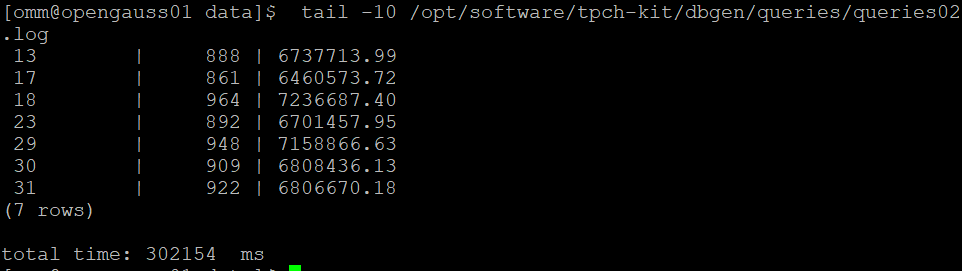 [omm@opengauss01 data]$  tail -10 /opt/software/tpch-kit/dbgen/queries/queries02
.log
 13        |     888 | 6737713.99
 17        |     861 | 6460573.72
 18        |     964 | 7236687.40
 23        |     892 | 6701457.95
 29        |     948 | 7158866.63
 30        |     909 | 6808436.13
 31        |     922 | 6806670.18
(7 rows)

total time: 302154  ms